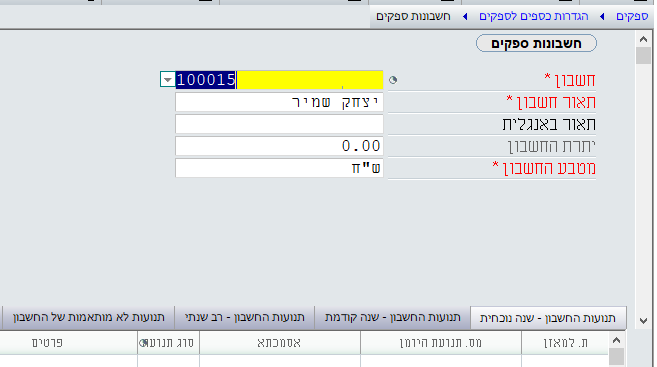 ספקים ◄ הגדרות כספים לספקים ◄ חשבונות ספקים
חשבונות ספקים
חשבון * 100015
תאור חשבון * יצחק שמיר
תאור באנגלית
יתרת החשבון 0.00
מטבע החשבון * ש"ח
תנועות החשבון - שנה נוכחית תנועות החשבון - שנה קודמת תנועות החשבון - רב שנתי תנועות לא מותאמות של החשבון
ת. למאזן מס. תנועת היומן אסמכתא סוג תנועה פרטים